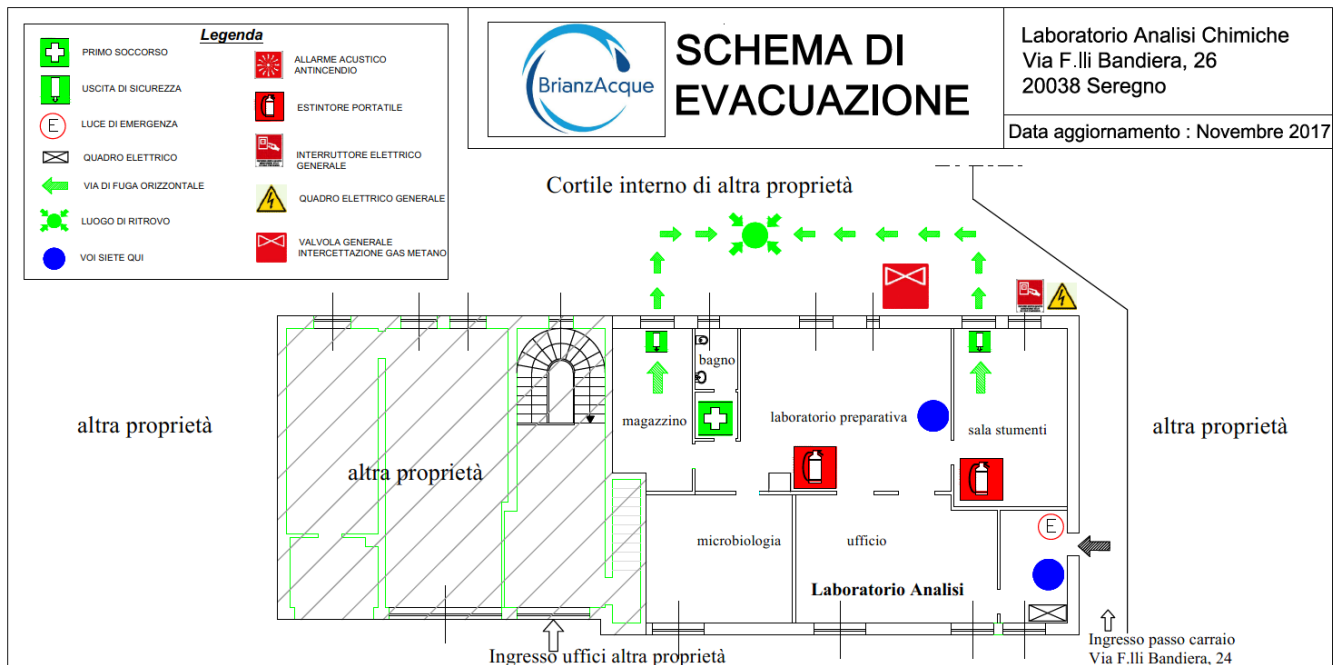 Legenda
PRIMO SOCCORSO
USCITA DI SICUREZZA
E
LUCE DI EMERGENZA
QUADRO ELETTRICO
VIA DI FUGA ORIZZONTALE
LUOGO DI RITROVO
VOI SIETE QUI
ALLARME ACUSTICO
ANTINCENDIO
ESTINTORE PORTATILE
INTERRUTTORE ELETTRICO
GENERALE
QUADRO ELETTRICO GENERALE
VALVOLA GENERALE
INTERCETTAZIONE GAS METANO
BrianzAcque
SCHEMA DI
EVACUAZIONE
Laboratorio Analisi Chimiche
Via F.lli Bandiera, 26
20038 Seregno
Data aggiornamento : Novembre 2017
Cortile interno di altra proprietà
altra proprietà
altra proprietà
magazzino
bagno
laboratorio preparativa
sala stumenti
altra proprietà
microbiologia
ufficio
E
Laboratorio Analisi
Ingresso uffici altra proprietà
Ingresso passo carraio
Via F.lli Bandiera, 24